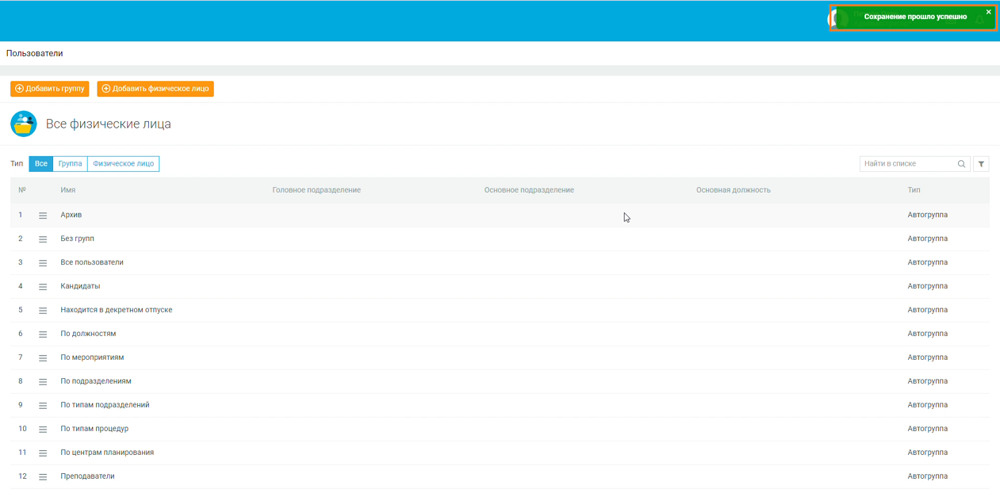 Сохранение прошло успешно
Пользователи
Добавить группу Добавить физическое лицо
Все физические лица
Тип Все Группа Физическое лицо Найти в списке
№ Имя Головное подразделение Основное подразделение Основная должность Тип
1 Архив Автогруппа
2 Без групп Автогруппа
3 Все пользователи Автогруппа
4 Кандидаты Автогруппа
5 Находится в декретном отпуске Автогруппа
6 По должностям Автогруппа
7 По мероприятиям Автогруппа
8 По подразделениям Автогруппа
9 По типам подразделений Автогруппа
10 По типам процедур Автогруппа
11 По центрам планирования Автогруппа
12 Преподаватели Автогруппа